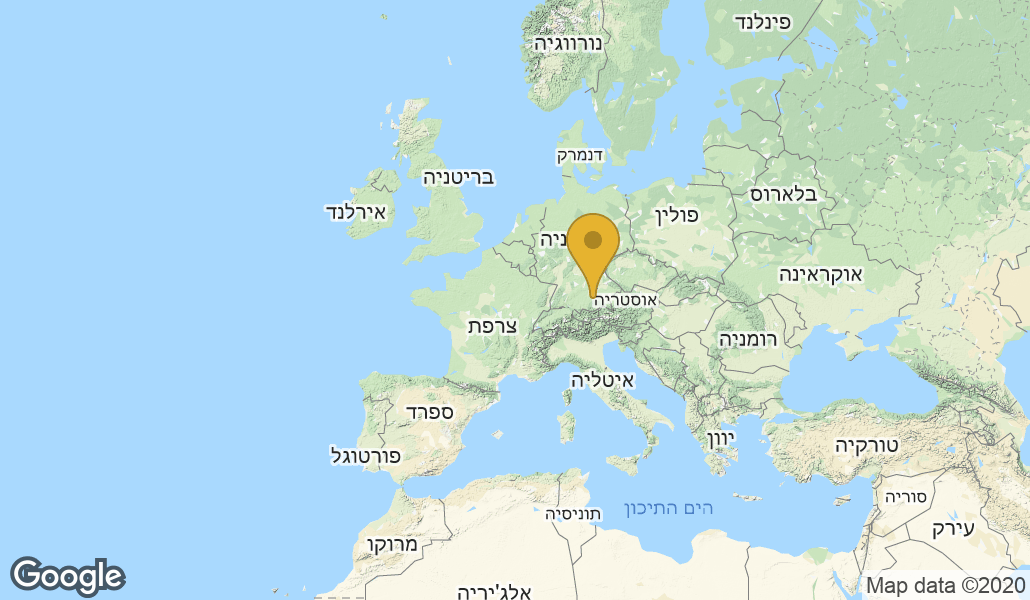 פינלנד
נורווגיה
דנמרק
בריטניה
בלארוס
אירלנד
פולין
ניה
אוקראינה
אוסטריה
צרפת
רומניה
איטליה
ספרד
יוון
טורקיה
פורטוגל
סוריה
הים התיכון
תוניסיה
עירק
מרוקו
אלג'יריה
Google
Map data ©2020